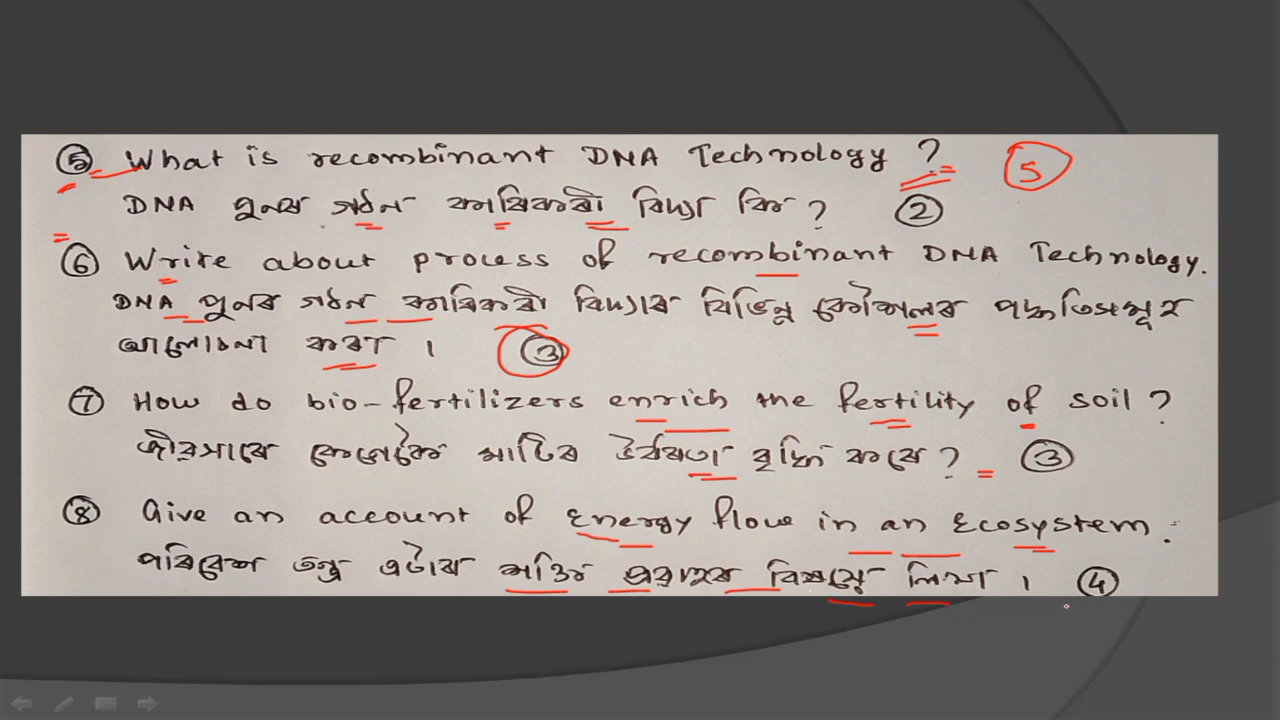 ⑤ What is recombinant DNA Technology ? 5
DNA পুনৰ গঠন কাৰিকৰী বিদ্যা কি ? ②
⑥ Write about process of recombinant DNA Technology.
DNA পুনৰ গঠন কাৰিকৰী বিদ্যাৰ বিভিন্ন কৌশলৰ পদ্ধতিসমূহ
আলোচনা কৰা । ③
⑦ How do bio-fertilizers enrich the fertility of soil ?
জীৱসাৰে কেনেকৈ মাটিৰ উৰ্বৰতা বৃদ্ধি কৰে ? ③
⑧ Give an account of Energy flow in an Ecosystem.
পৰিবেশ তন্ত্ৰ এটাৰ শক্তি প্ৰৱাহৰ বিষয়ে লিখা । ④